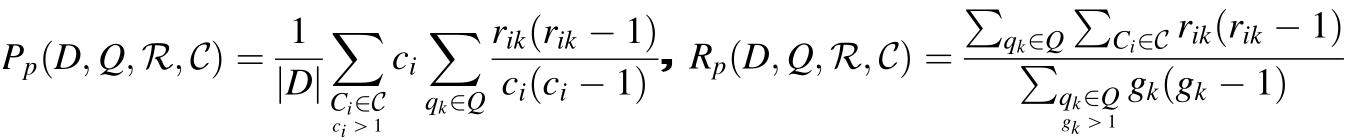 $P_p(D, Q, \mathcal{R}, \mathcal{C}) = \frac{1}{|D|} \sum_{\substack{C_i \in \mathcal{C} \\ c_i > 1}} c_i \sum_{q_k \in Q} \frac{r_{ik}(r_{ik} - 1)}{c_i(c_i - 1)}$, $R_p(D, Q, \mathcal{R}, \mathcal{C}) = \frac{\sum_{q_k \in Q} \sum_{C_i \in \mathcal{C}} r_{ik}(r_{ik} - 1)}{\sum_{\substack{q_k \in Q \\ g_k > 1}} g_k(g_k - 1)}$